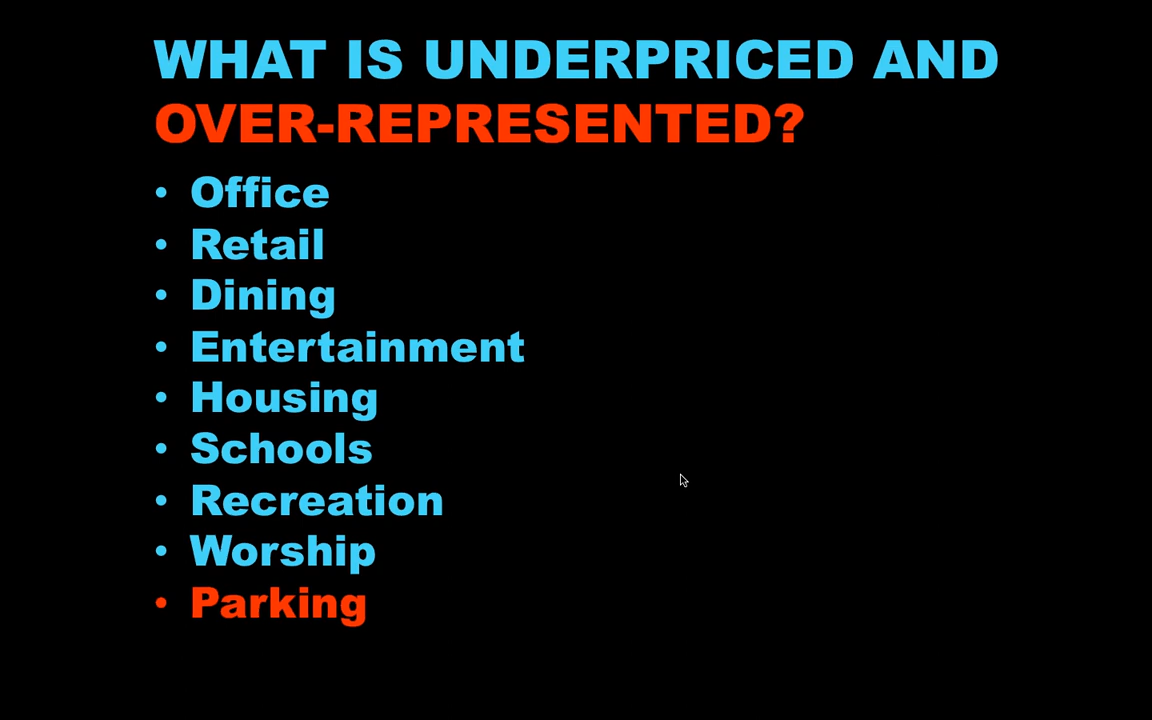 WHAT IS UNDERPRICED AND
OVER-REPRESENTED?
• Office
• Retail
• Dining
• Entertainment
• Housing
• Schools
• Recreation
• Worship
• Parking